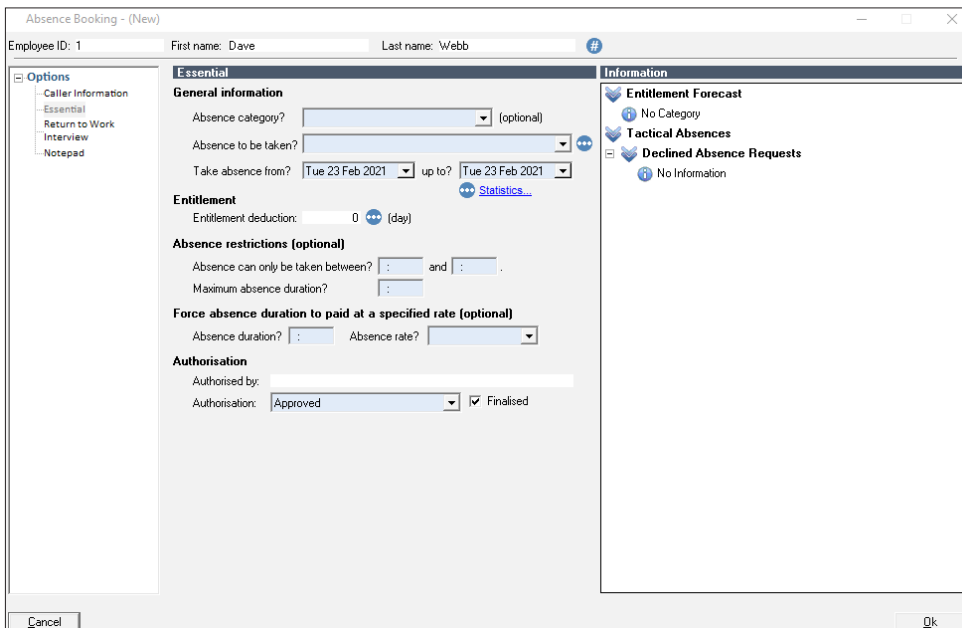 Absence Booking - (New)
Employee ID: 1 First name: Dave Last name: Webb #
Options
Caller Information
Essential
Return to Work
Interview
Notepad
Essential
General information
Absence category? (optional)
Absence to be taken?
Take absence from? Tue 23 Feb 2021 up to? Tue 23 Feb 2021
Statistics...
Entitlement
Entitlement deduction: 0 (day)
Absence restrictions (optional)
Absence can only be taken between? : and : .
Maximum absence duration? :
Force absence duration to paid at a specified rate (optional)
Absence duration? : Absence rate?
Authorisation
Authorised by:
Authorisation: Approved Finalised
Information
Entitlement Forecast
No Category
Tactical Absences
Declined Absence Requests
No Information
Cancel Ok